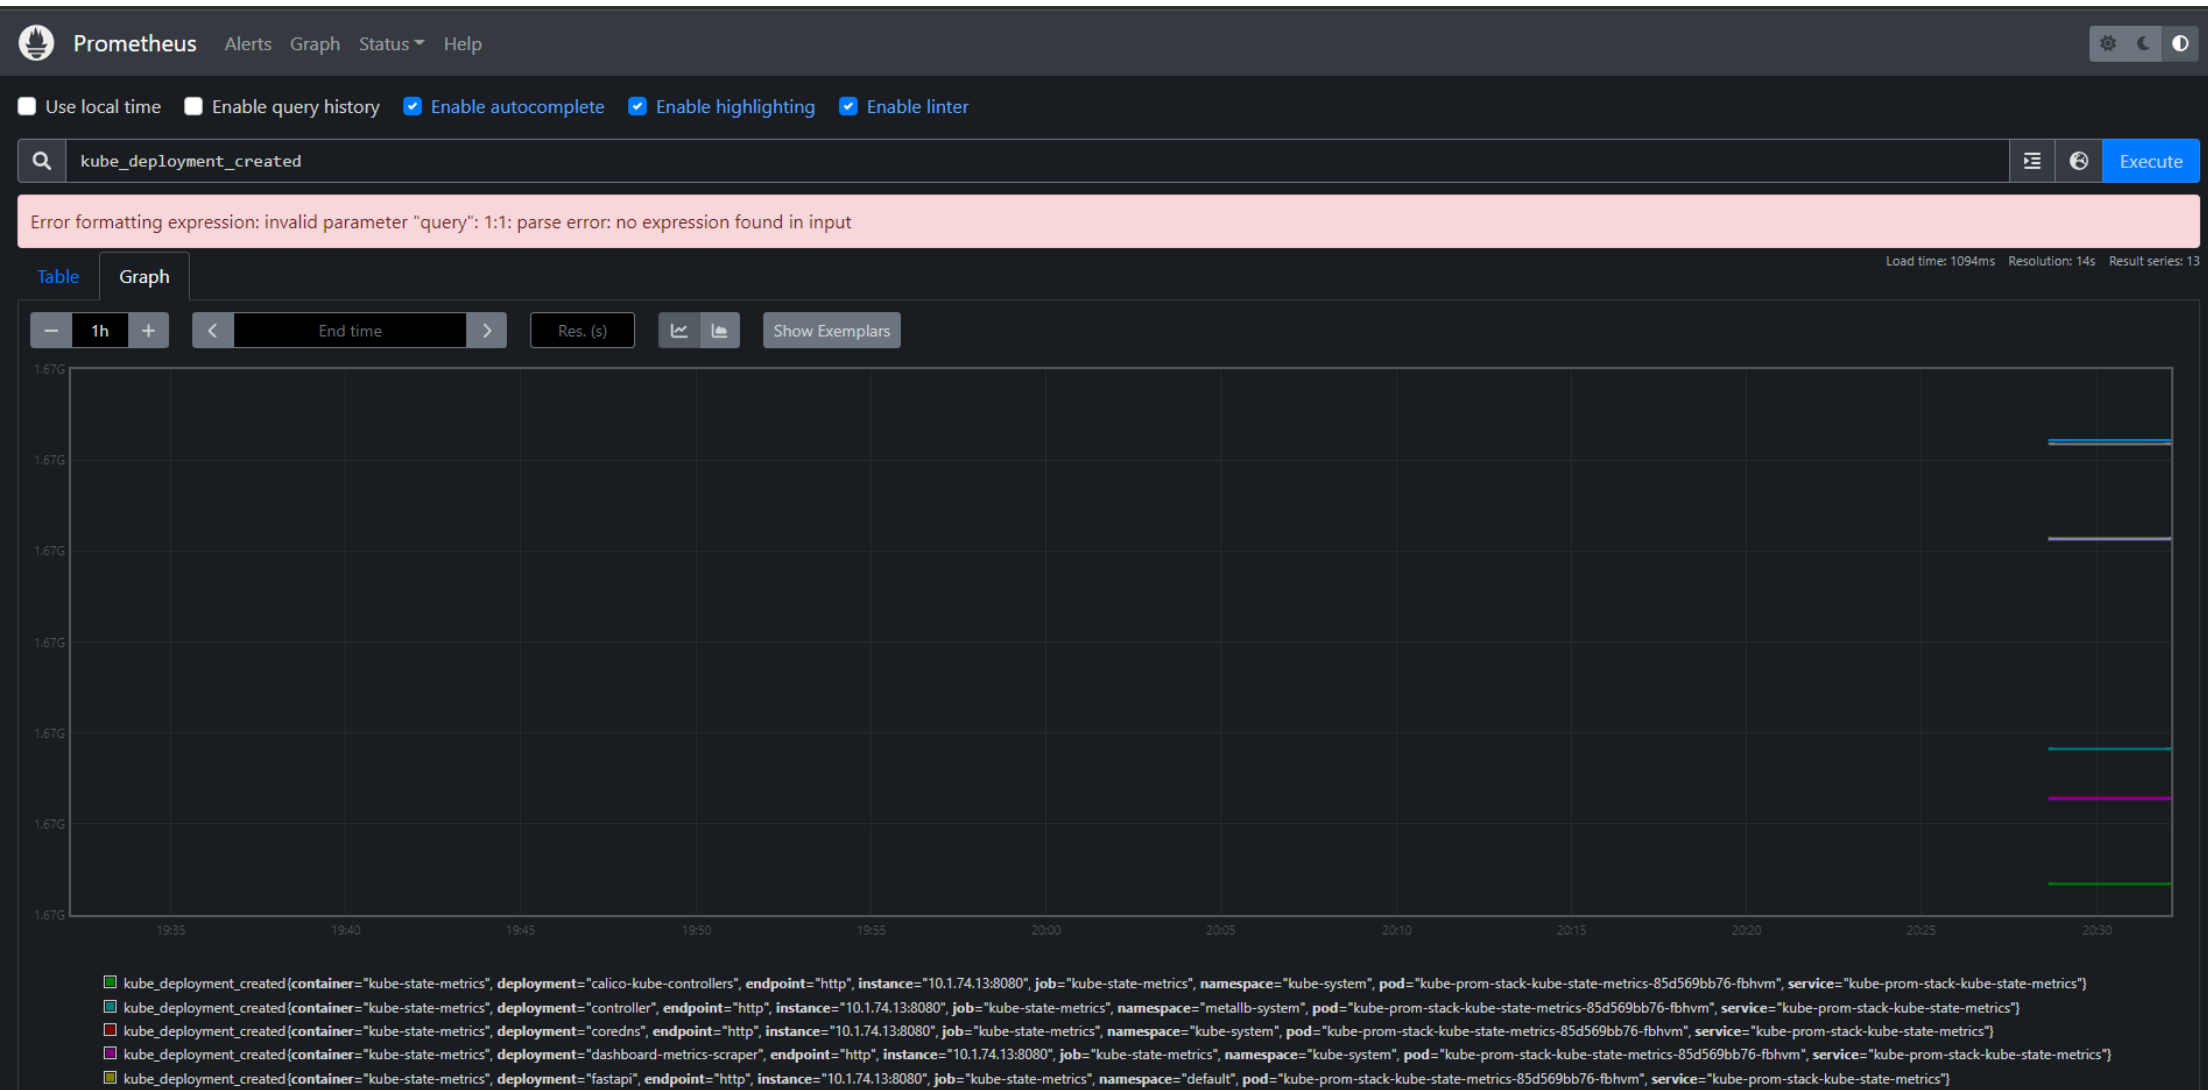 Prometheus Alerts Graph Status Help
Use local time Enable query history Enable autocomplete Enable highlighting Enable linter
kube_deployment_created Execute
Error formatting expression: invalid parameter "query": 1:1: parse error: no expression found in input
Load time: 1094ms Resolution: 14s Result series: 13
Table Graph
1h End time Res. (s) Show Exemplars
1.67G
1.67G
1.67G
1.67G
1.67G
1.67G
1.67G
19:35 19:40 19:45 19:50 19:55 20:00 20:05 20:10 20:15 20:20 20:25 20:30
kube_deployment_created{container="kube-state-metrics", deployment="calico-kube-controllers", endpoint="http", instance="10.1.74.13:8080", job="kube-state-metrics", namespace="kube-system", pod="kube-prom-stack-kube-state-metrics-85d569bb76-fbhvm", service="kube-prom-stack-kube-state-metrics"}
kube_deployment_created{container="kube-state-metrics", deployment="controller", endpoint="http", instance="10.1.74.13:8080", job="kube-state-metrics", namespace="metallb-system", pod="kube-prom-stack-kube-state-metrics-85d569bb76-fbhvm", service="kube-prom-stack-kube-state-metrics"}
kube_deployment_created{container="kube-state-metrics", deployment="coredns", endpoint="http", instance="10.1.74.13:8080", job="kube-state-metrics", namespace="kube-system", pod="kube-prom-stack-kube-state-metrics-85d569bb76-fbhvm", service="kube-prom-stack-kube-state-metrics"}
kube_deployment_created{container="kube-state-metrics", deployment="dashboard-metrics-scraper", endpoint="http", instance="10.1.74.13:8080", job="kube-state-metrics", namespace="kube-system", pod="kube-prom-stack-kube-state-metrics-85d569bb76-fbhvm", service="kube-prom-stack-kube-state-metrics"}
kube_deployment_created{container="kube-state-metrics", deployment="fastapi", endpoint="http", instance="10.1.74.13:8080", job="kube-state-metrics", namespace="default", pod="kube-prom-stack-kube-state-metrics-85d569bb76-fbhvm", service="kube-prom-stack-kube-state-metrics"}